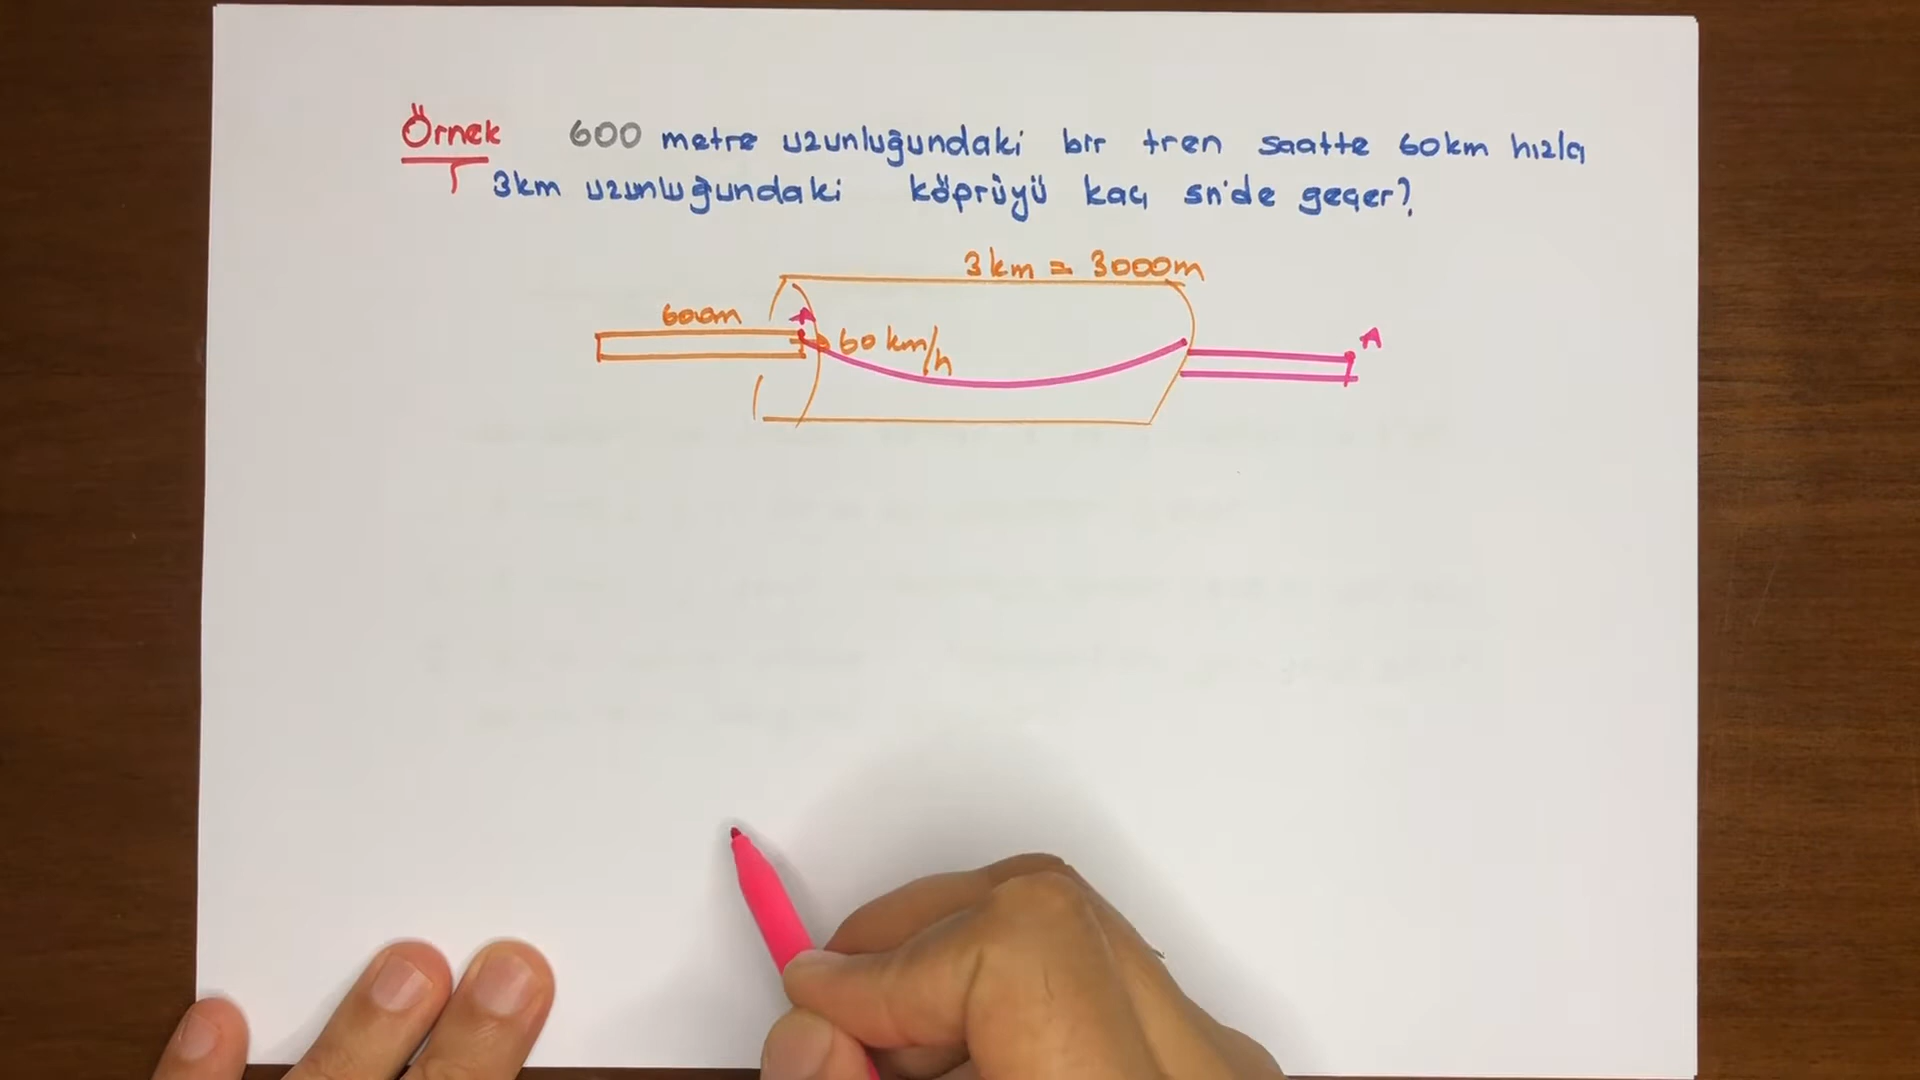 Örnek 600 metre uzunluğundaki bir tren saatte 60km hızla
3km uzunluğundaki köprüyü kaç sn'de geçer?
3km = 3000m
600m
A
60 km/h
A